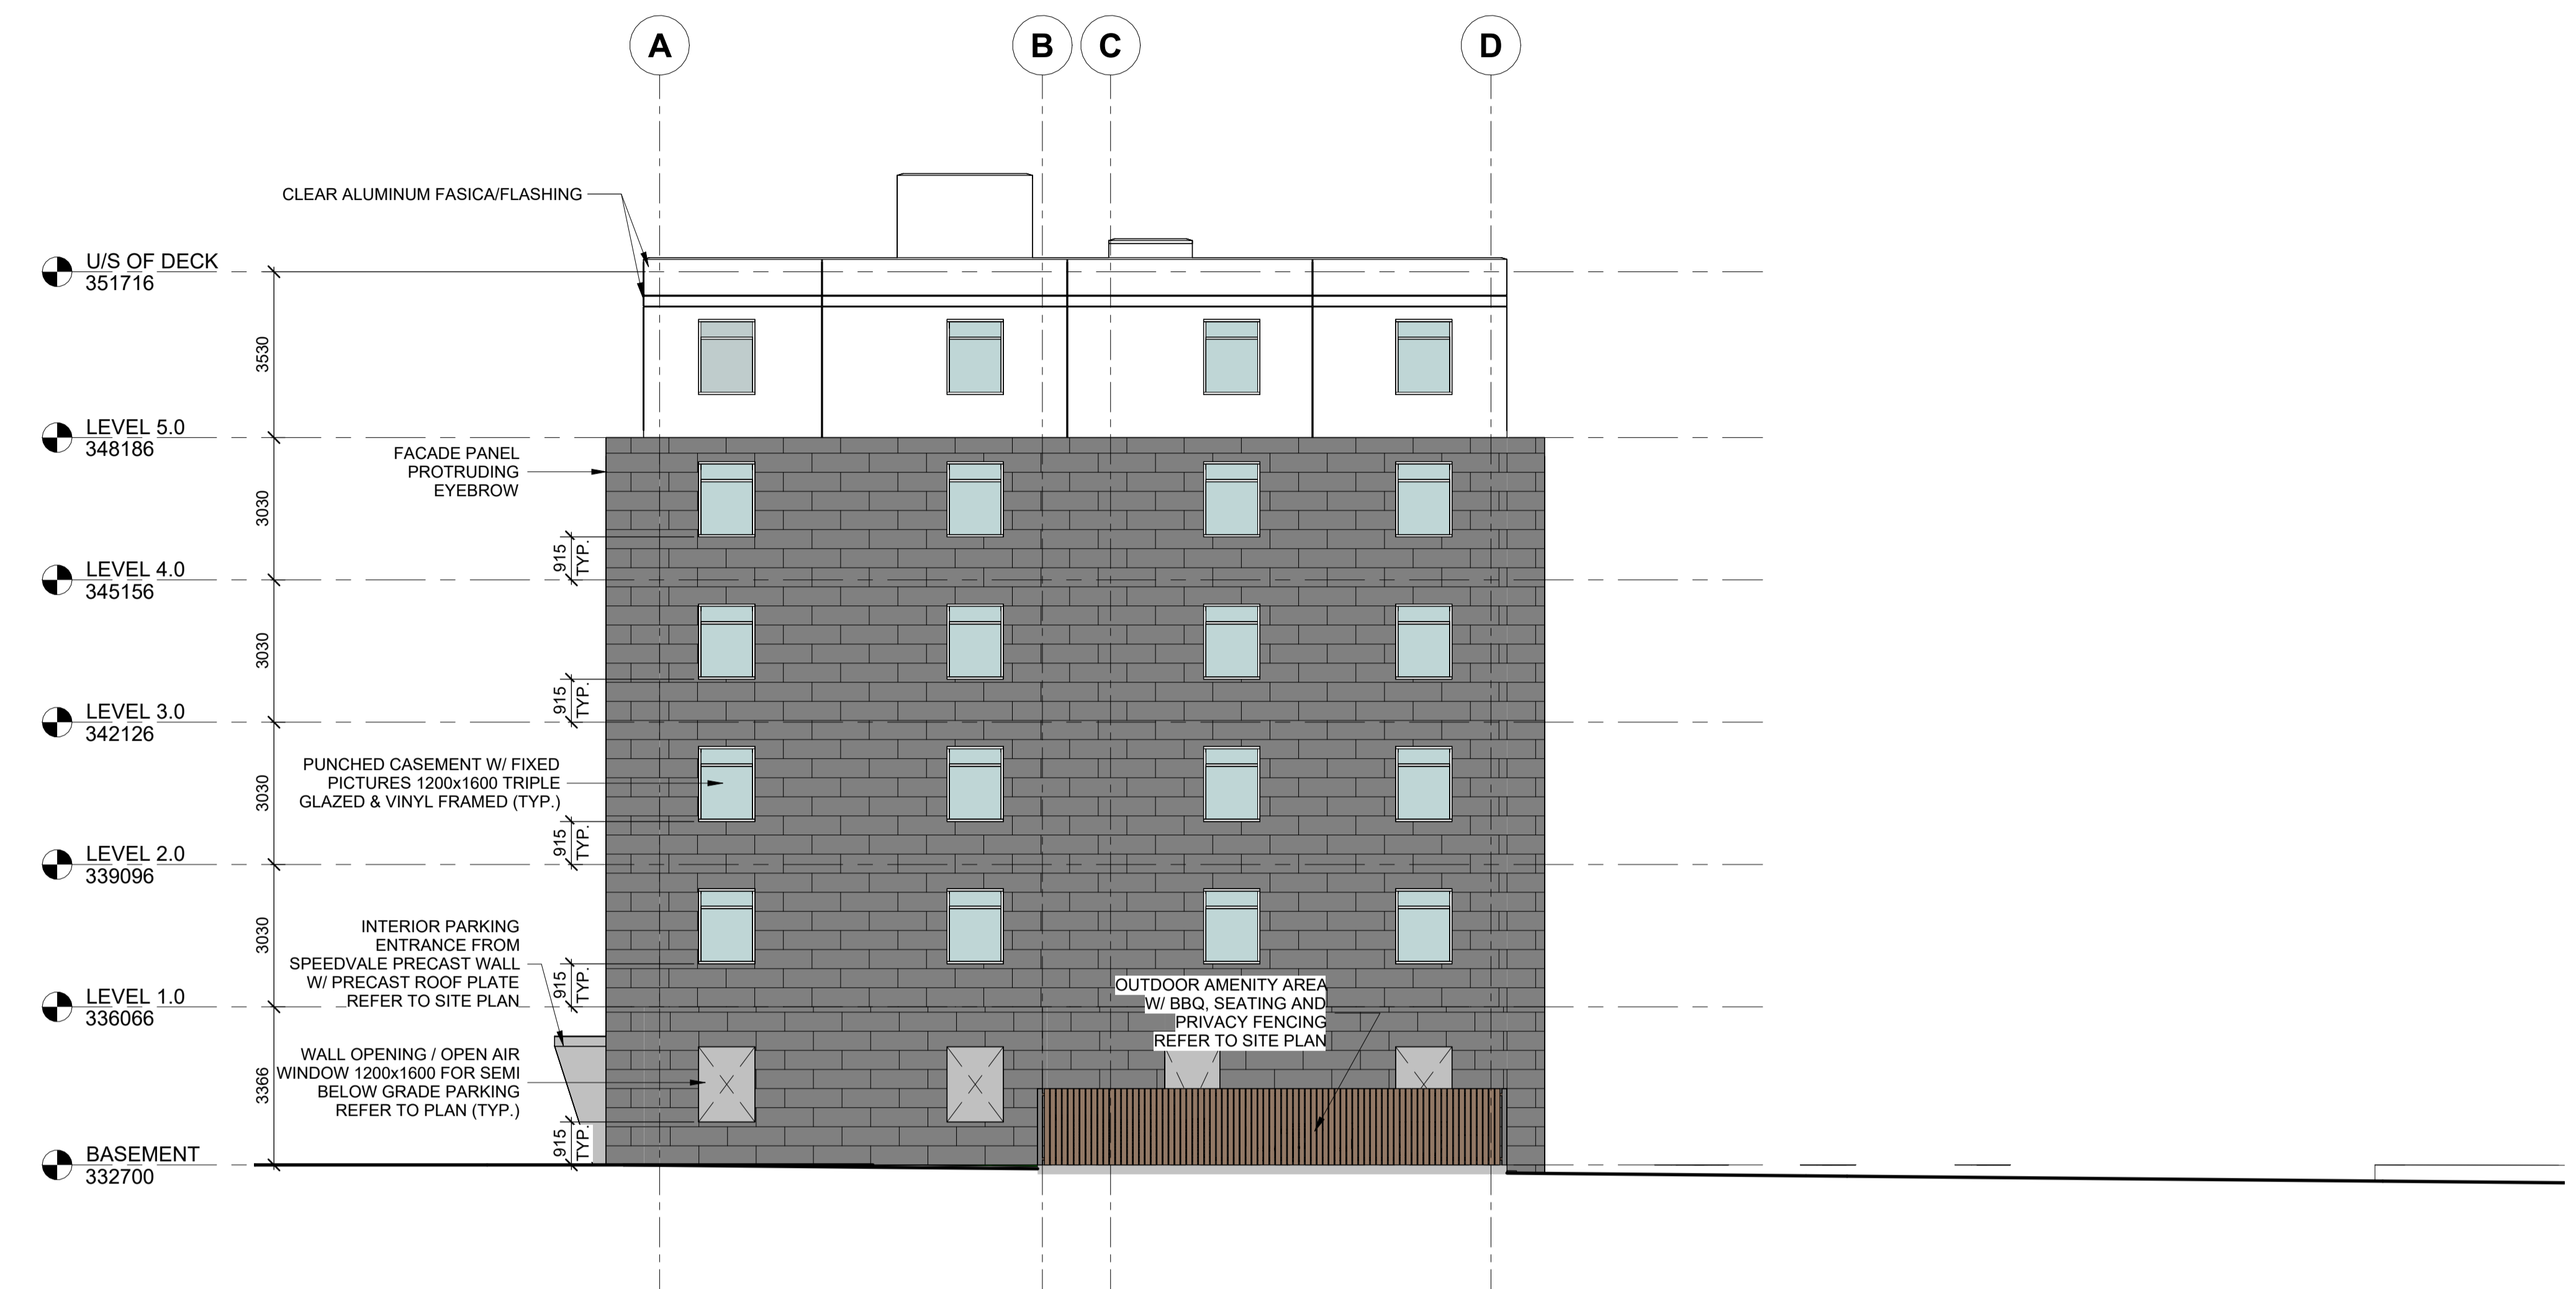 A
B
C
D
CLEAR ALUMINUM FASICA/FLASHING
U/S OF DECK
351716
3530
LEVEL 5.0
348186
FACADE PANEL
PROTRUDING
EYEBROW
3030
915
TYP.
LEVEL 4.0
345156
3030
915
TYP.
LEVEL 3.0
342126
PUNCHED CASEMENT W/ FIXED
PICTURES 1200x1600 TRIPLE
GLAZED & VINYL FRAMED (TYP.)
3030
915
TYP.
LEVEL 2.0
339096
INTERIOR PARKING
ENTRANCE FROM
SPEEDVALE PRECAST WALL
W/ PRECAST ROOF PLATE
REFER TO SITE PLAN
3030
915
TYP.
LEVEL 1.0
336066
OUTDOOR AMENITY AREA
W/ BBQ, SEATING AND
PRIVACY FENCING
REFER TO SITE PLAN
WALL OPENING / OPEN AIR
WINDOW 1200x1600 FOR SEMI
BELOW GRADE PARKING
REFER TO PLAN (TYP.)
3366
915
TYP.
BASEMENT
332700